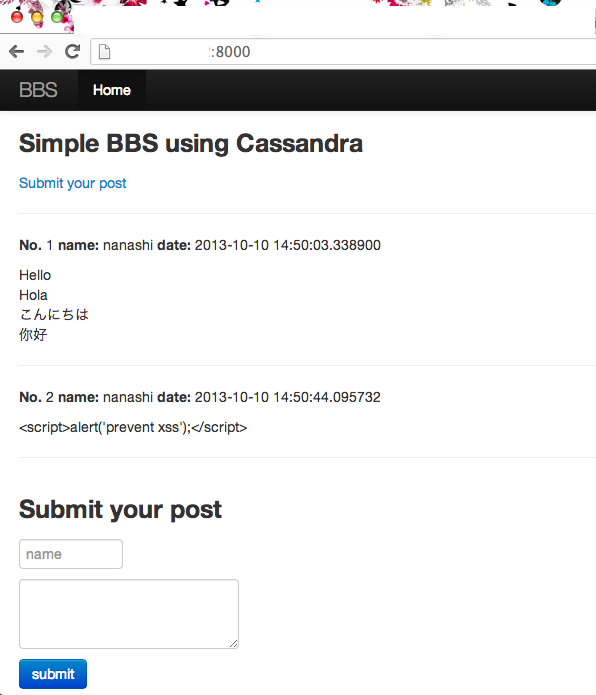 :8000
BBS Home
Simple BBS using Cassandra
Submit your post
No. 1 name: nanashi date: 2013-10-10 14:50:03.338900
Hello
Hola
こんにちは
你好
No. 2 name: nanashi date: 2013-10-10 14:50:44.095732
<script>alert('prevent xss');</script>
Submit your post
name
submit